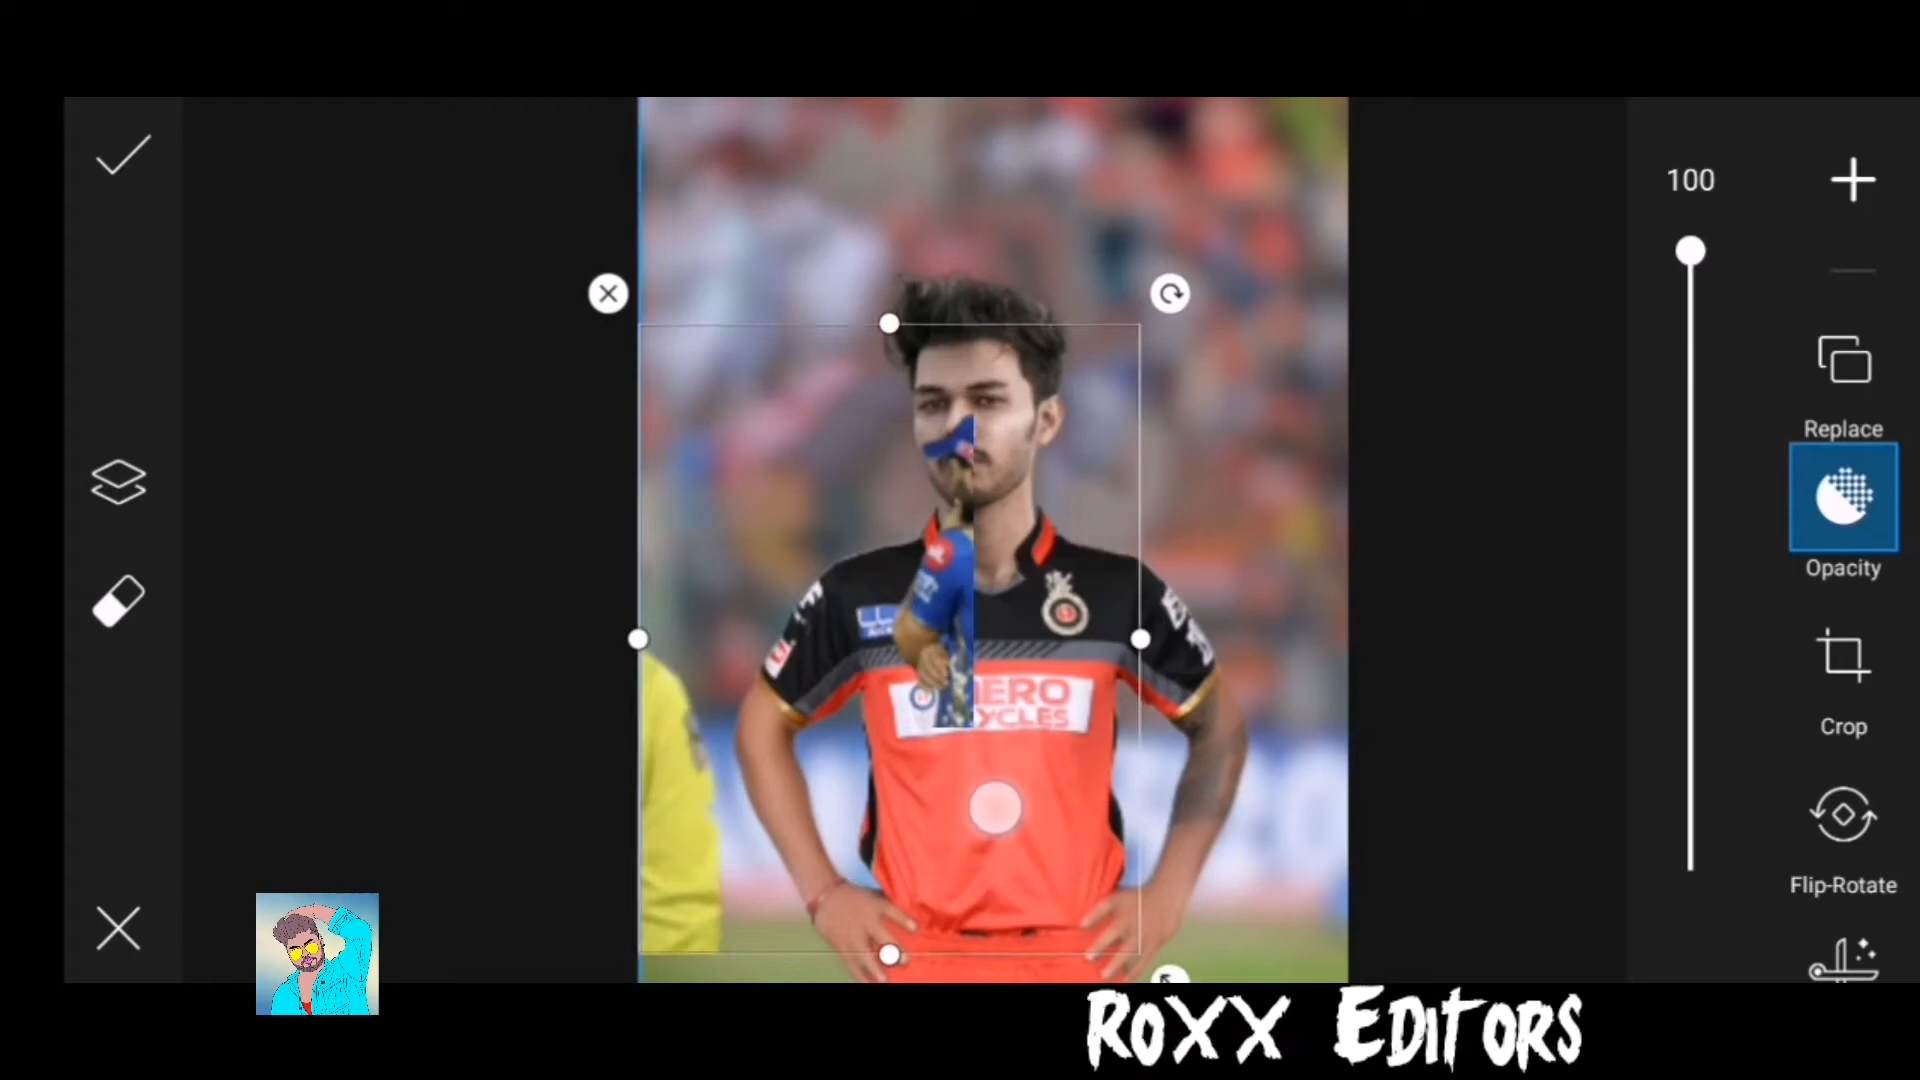 100
Replace
Opacity
Crop
Flip-Rotate
HERO
CYCLES
Roxx Editors